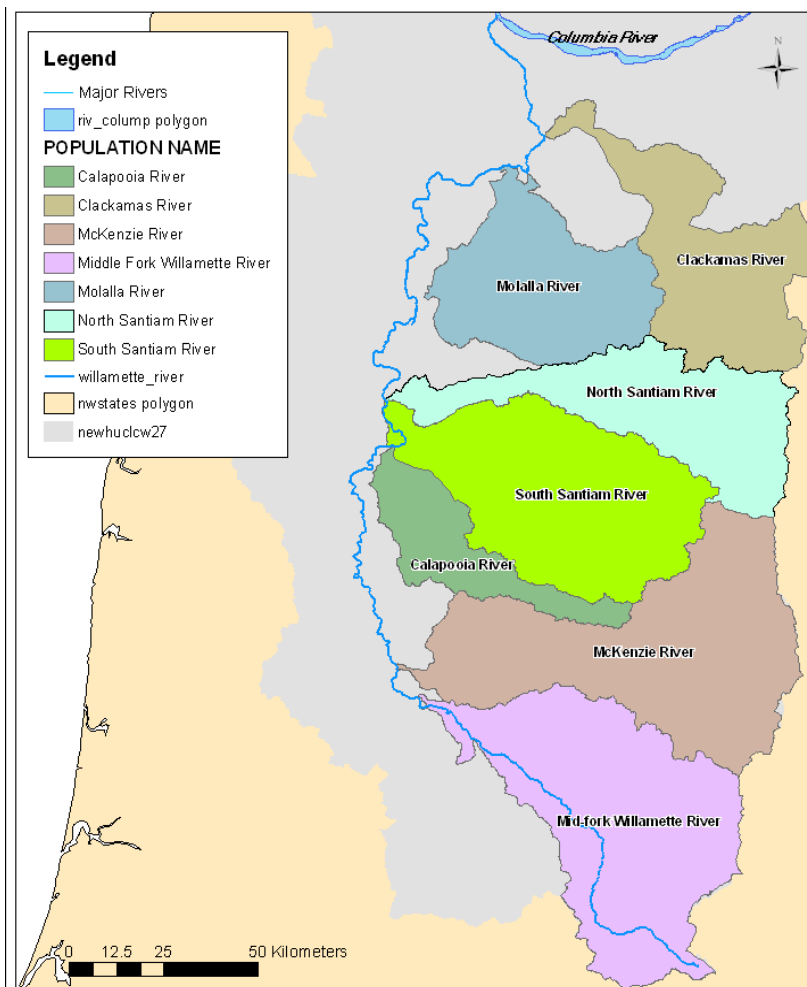 Columbia River
N
Legend
Major Rivers
riv_colump polygon
POPULATION NAME
Calapooia River
Clackamas River
McKenzie River
Middle Fork Willamette River
Molalla River
North Santiam River
South Santiam River
willamette_river
nwstates polygon
newhuclcw27
Clackamas River
Molalla River
North Santiam River
South Santiam River
Calapooia River
McKenzie River
Mid-fork Willamette River
0 12.5 25 50 Kilometers